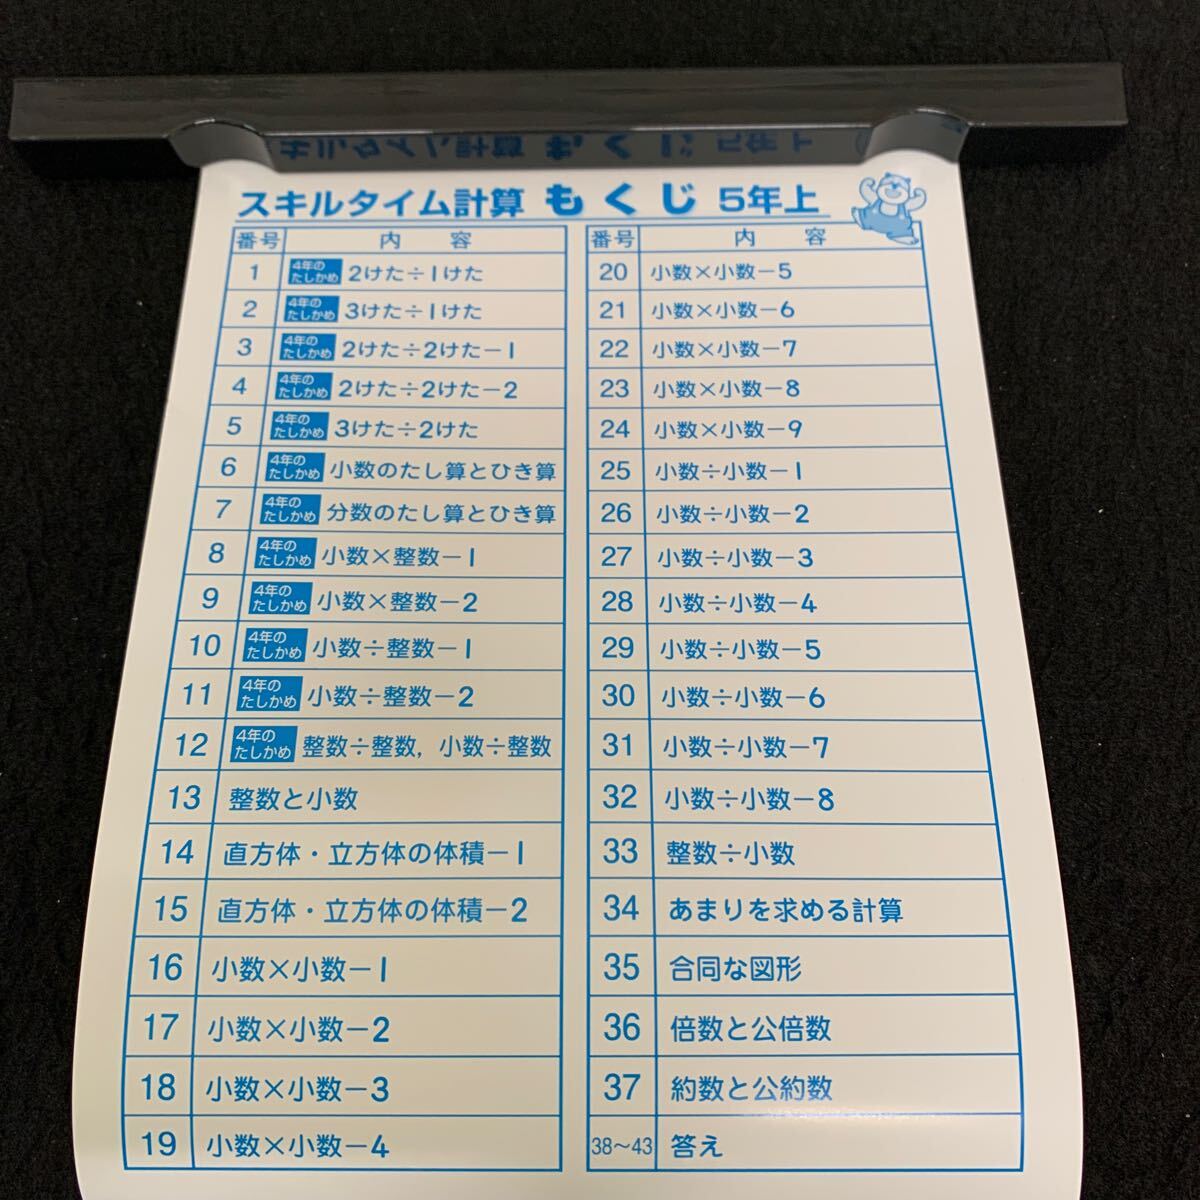 スキルタイム計算 もくじ 5年上
番号 内容
1 4年のたしかめ 2けた÷1けた
2 4年のたしかめ 3けた÷1けた
3 4年のたしかめ 2けた÷2けた－1
4 4年のたしかめ 2けた÷2けた－2
5 4年のたしかめ 3けた÷2けた
6 4年のたしかめ 小数のたし算とひき算
7 4年のたしかめ 分数のたし算とひき算
8 4年のたしかめ 小数×整数－1
9 4年のたしかめ 小数×整数－2
10 4年のたしかめ 小数÷整数－1
11 4年のたしかめ 小数÷整数－2
12 4年のたしかめ 整数÷整数，小数÷整数
13 整数と小数
14 直方体・立方体の体積－1
15 直方体・立方体の体積－2
16 小数×小数－1
17 小数×小数－2
18 小数×小数－3
19 小数×小数－4
番号 内容
20 小数×小数－5
21 小数×小数－6
22 小数×小数－7
23 小数×小数－8
24 小数×小数－9
25 小数÷小数－1
26 小数÷小数－2
27 小数÷小数－3
28 小数÷小数－4
29 小数÷小数－5
30 小数÷小数－6
31 小数÷小数－7
32 小数÷小数－8
33 整数÷小数
34 あまりを求める計算
35 合同な図形
36 倍数と公倍数
37 約数と公約数
38～43 答え